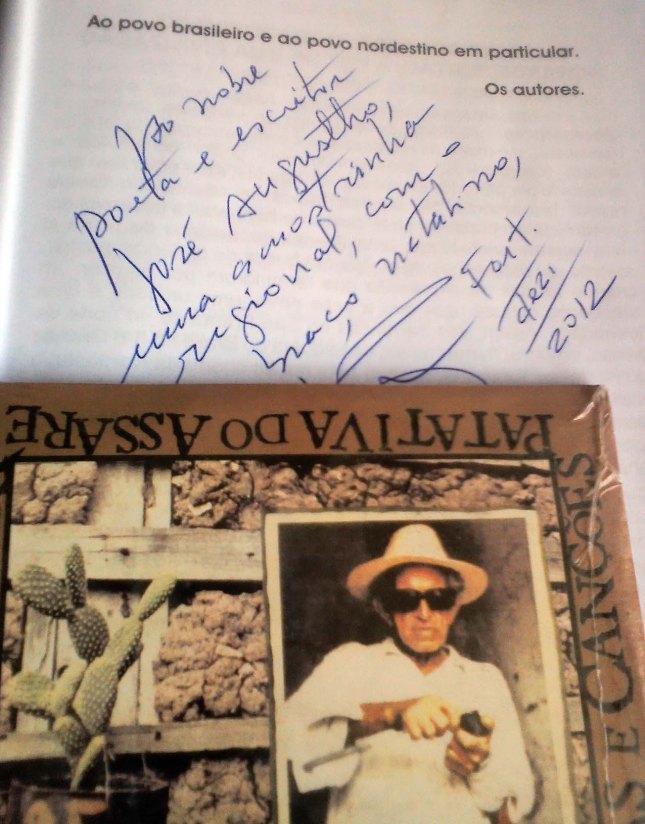 Ao povo brasileiro e ao povo nordestino em particular.
Os autores.
Ao nobre
poeta e escritor
José Augustho,
uma amostrinha
regional, com o
braço natalino,
Fort.
dez.
2012
PATATIVA DO ASSARÉ
S E CANÇÕES